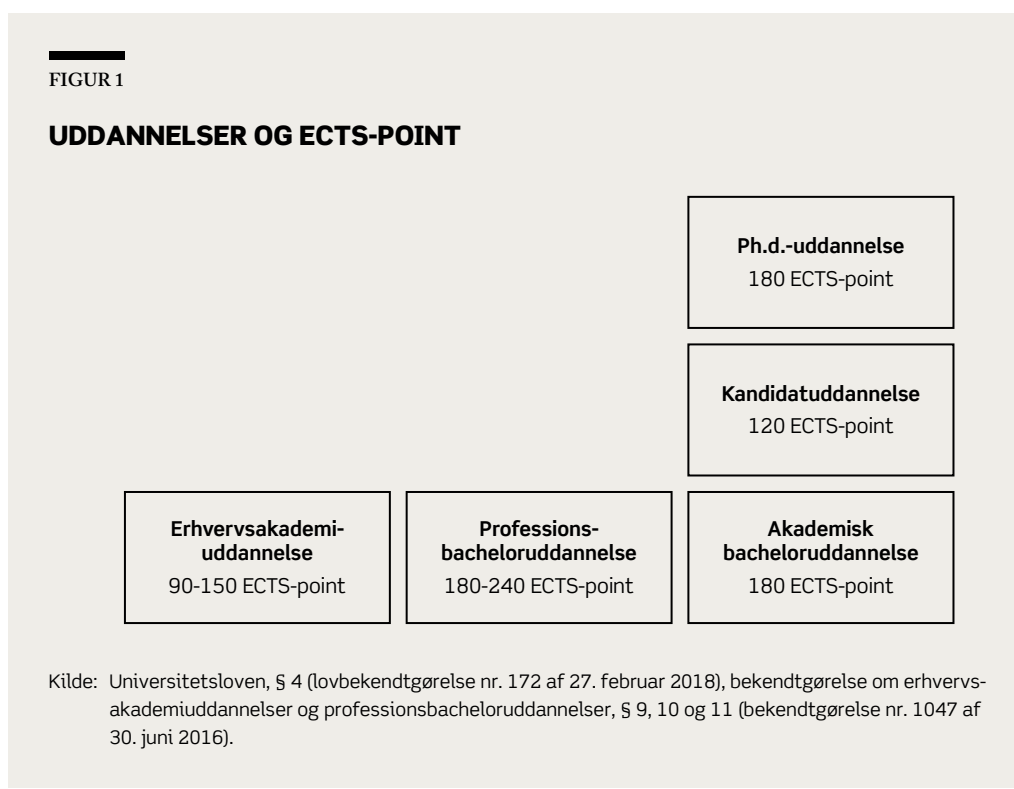 FIGUR 1
UDDANNELSER OG ECTS-POINT
Ph.d.-uddannelse
180 ECTS-point
Kandidatuddannelse
120 ECTS-point
Erhvervsakademi-
uddannelse
90-150 ECTS-point
Professions-
bacheloruddannelse
180-240 ECTS-point
Akademisk
bacheloruddannelse
180 ECTS-point
Kilde: Universitetsloven, § 4 (lovbekendtgørelse nr. 172 af 27. februar 2018), bekendtgørelse om erhvervs-
akademiuddannelser og professionsbacheloruddannelser, § 9, 10 og 11 (bekendtgørelse nr. 1047 af
30. juni 2016).